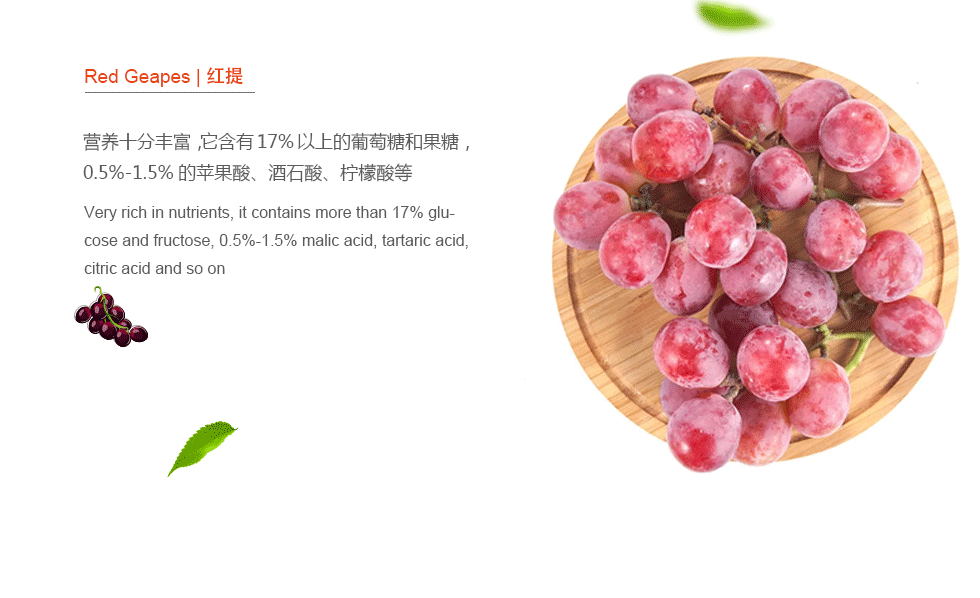 Red Geapes | 红提
营养十分丰富 ,它含有 17% 以上的葡萄糖和果糖 ,
0.5%-1.5% 的苹果酸、酒石酸、柠檬酸等
Very rich in nutrients, it contains more than 17% glu-
cose and fructose, 0.5%-1.5% malic acid, tartaric acid,
citric acid and so on